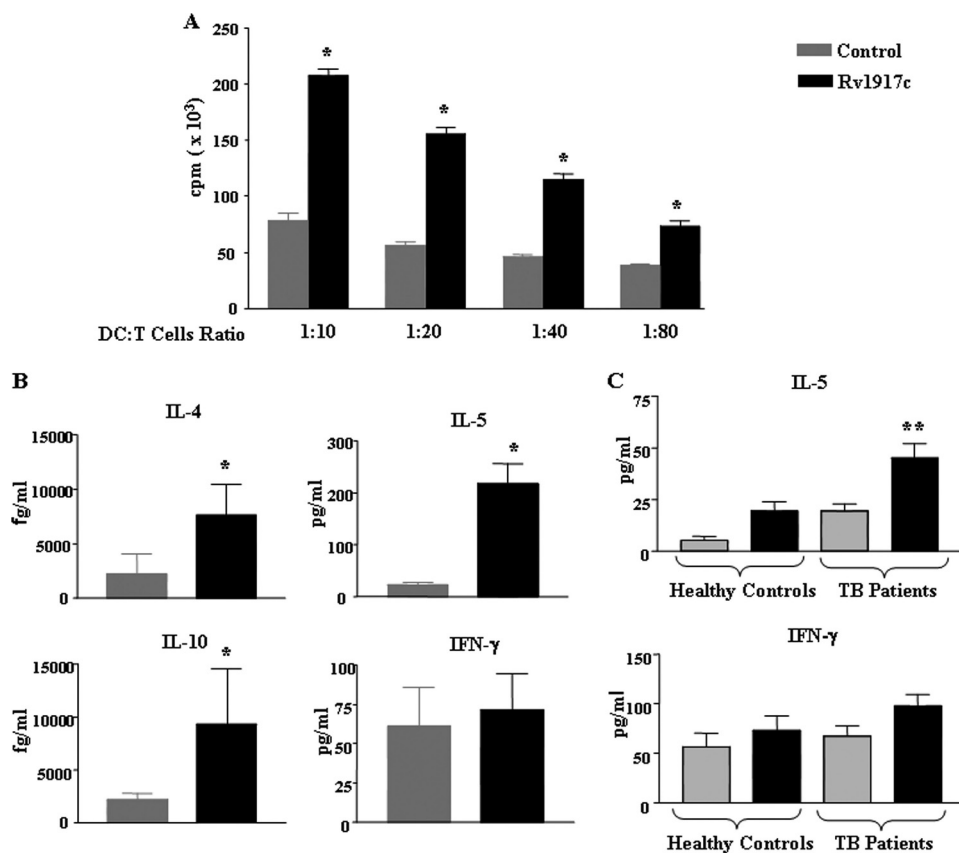 A
250
200
150
100
50
0
cpm ( x 10³)
*
*
*
*
Control
Rv1917c
DC:T Cells Ratio 1:10 1:20 1:40 1:80
B
IL-4
15000
10000
5000
0
fg/ml
*
IL-5
300
200
100
0
pg/ml
*
IL-10
15000
10000
5000
0
fg/ml
*
IFN-γ
100
75
50
25
0
pg/ml
C
IL-5
75
50
25
0
pg/ml
**
Healthy Controls TB Patients
IFN-γ
150
100
50
0
pg/ml
Healthy Controls TB Patients